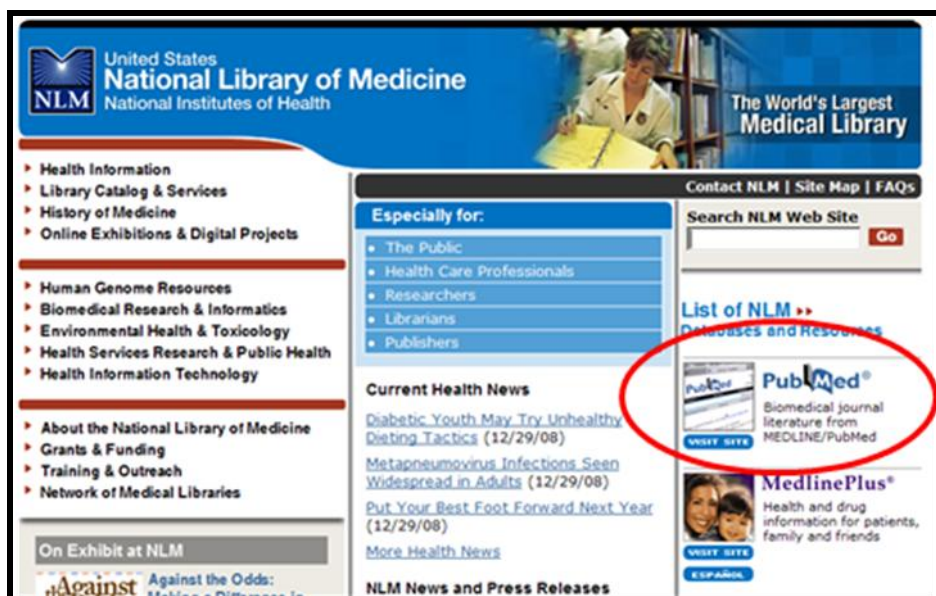 United States
National Library of Medicine
NLM
National Institutes of Health
The World's Largest
Medical Library
Health Information
Library Catalog & Services
History of Medicine
Online Exhibitions & Digital Projects
Human Genome Resources
Biomedical Research & Informatics
Environmental Health & Toxicology
Health Services Research & Public Health
Health Information Technology
About the National Library of Medicine
Grants & Funding
Training & Outreach
Network of Medical Libraries
On Exhibit at NLM
Against
Against the Odds:
Making a Difference in
Contact NLM | Site Map | FAQs
Especially for:
The Public
Health Care Professionals
Researchers
Librarians
Publishers
Current Health News
Diabetic Youth May Try Unhealthy
Dieting Tactics (12/29/08)
Metapneumovirus Infections Seen
Widespread in Adults (12/29/08)
Put Your Best Foot Forward Next Year
(12/29/08)
More Health News
NLM News and Press Releases
Search NLM Web Site
Go
List of NLM
Databases and Resources
PubMed
PubMed®
Biomedical journal
literature from
MEDLINE/PubMed
VISIT SITE
MedlinePlus®
Health and drug
information for patients,
family and friends
VISIT SITE
ESPAÑOL